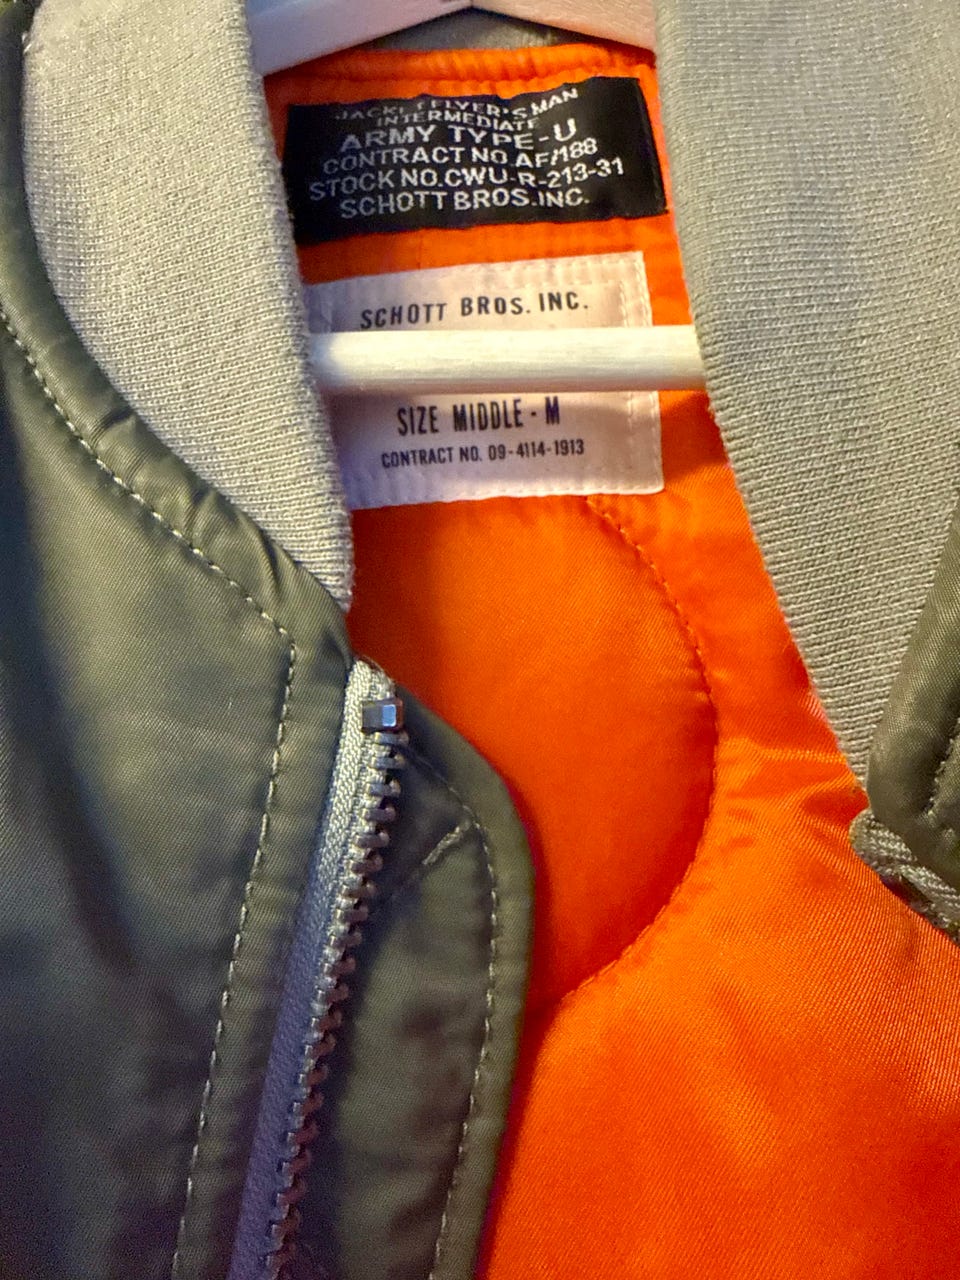 JACKET FLYER'S MAN
INTERMEDIATE
ARMY TYPE-U
CONTRACT NO.AF/188
STOCK NO.CWU-R-213-31
SCHOTT BROS.INC.
SCHOTT BROS. INC.
SIZE MIDDLE - M
CONTRACT NO. 09-4114-1913